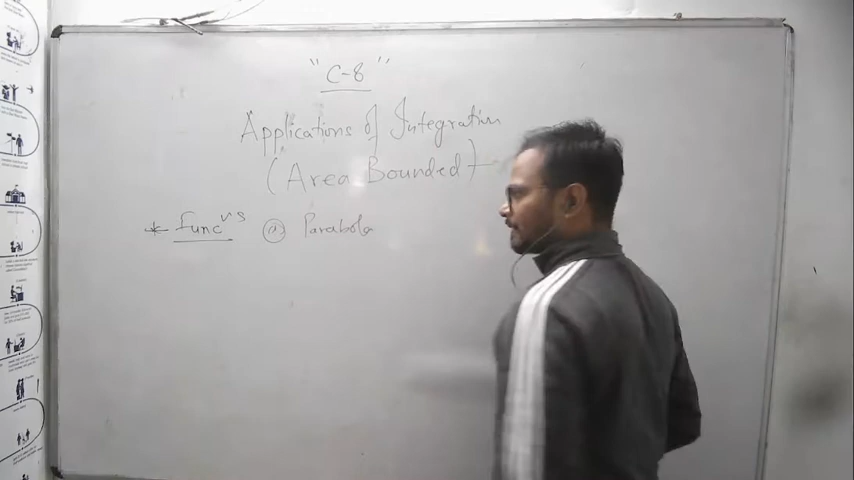 "C-8"
Applications of Integration
(Area Bounded)
* Func^ns (a) Parabola